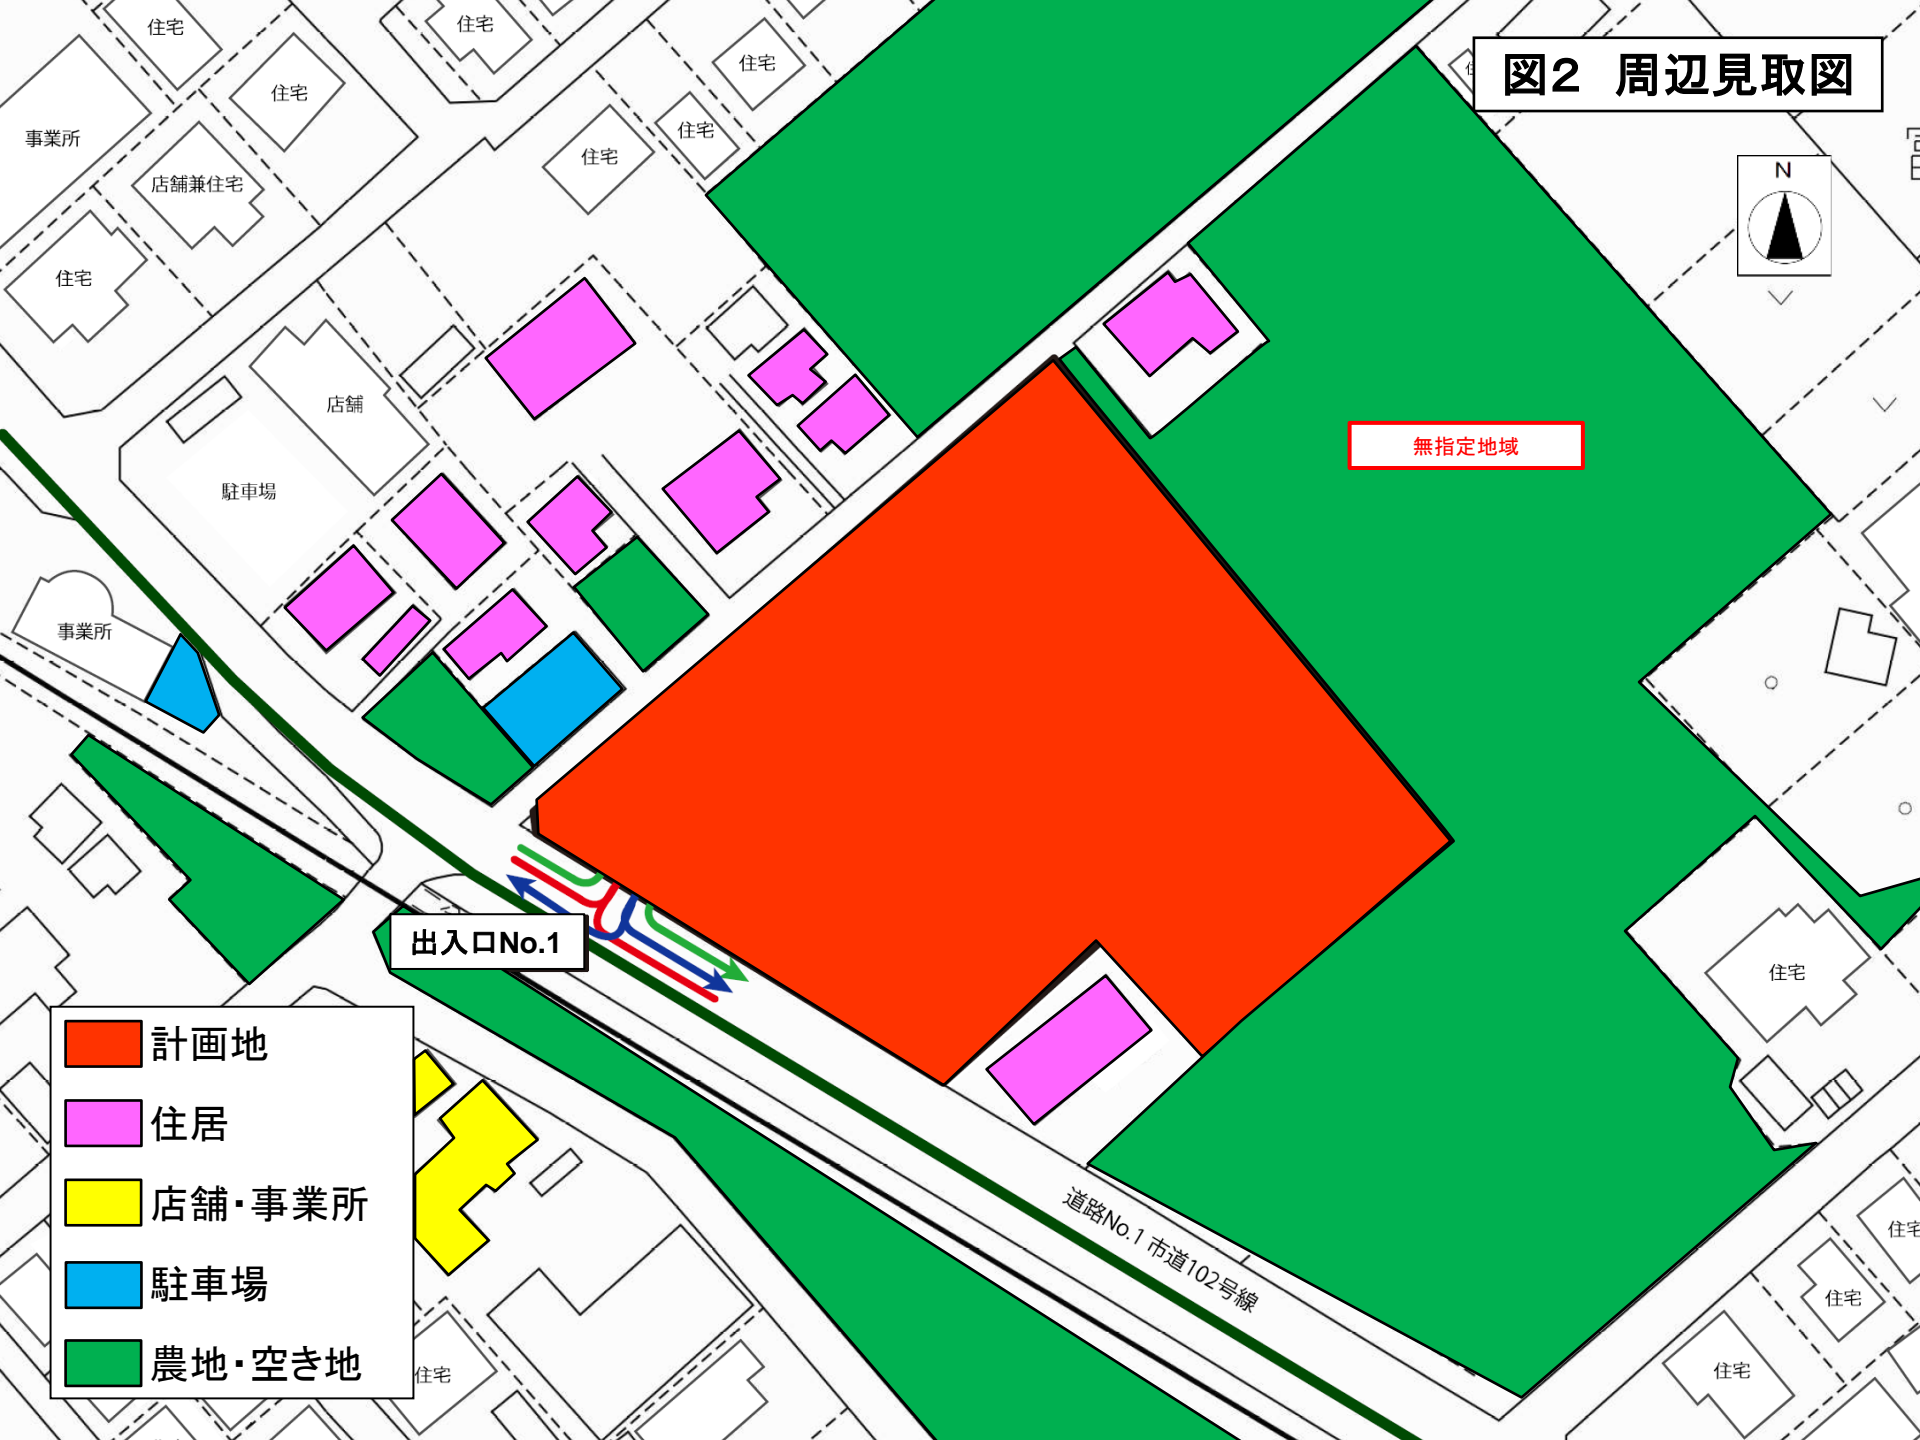 図2 周辺見取図
N
住宅
住宅
住宅
住宅
住宅
事業所
住宅
店舗兼住宅
住宅
店舗
駐車場
無指定地域
事業所
出入口No.1
住宅
計画地
住居
店舗・事業所
駐車場
農地・空き地
道路No.1 市道102号線
住宅
住宅
住宅
住宅